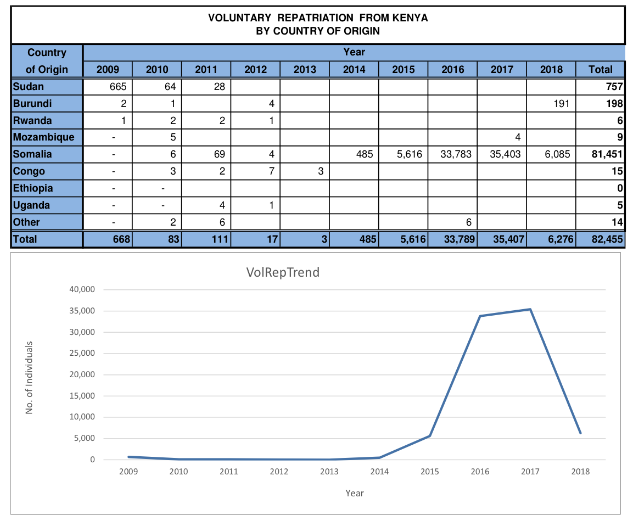 VOLUNTARY REPATRIATION FROM KENYA
BY COUNTRY OF ORIGIN
Country of Origin Year
2009 2010 2011 2012 2013 2014 2015 2016 2017 2018 Total
Sudan 665 64 28 757
Burundi 2 1 4 191 198
Rwanda 1 2 2 1 6
Mozambique - 5 4 9
Somalia - 6 69 4 485 5,616 33,783 35,403 6,085 81,451
Congo - 3 2 7 3 15
Ethiopia - - 0
Uganda - - 4 1 5
Other - 2 6 6 14
Total 668 83 111 17 3 485 5,616 33,789 35,407 6,276 82,455
VolRepTrend
No. of Individuals
40,000
35,000
30,000
25,000
20,000
15,000
10,000
5,000
0
2009 2010 2011 2012 2013 2014 2015 2016 2017 2018
Year